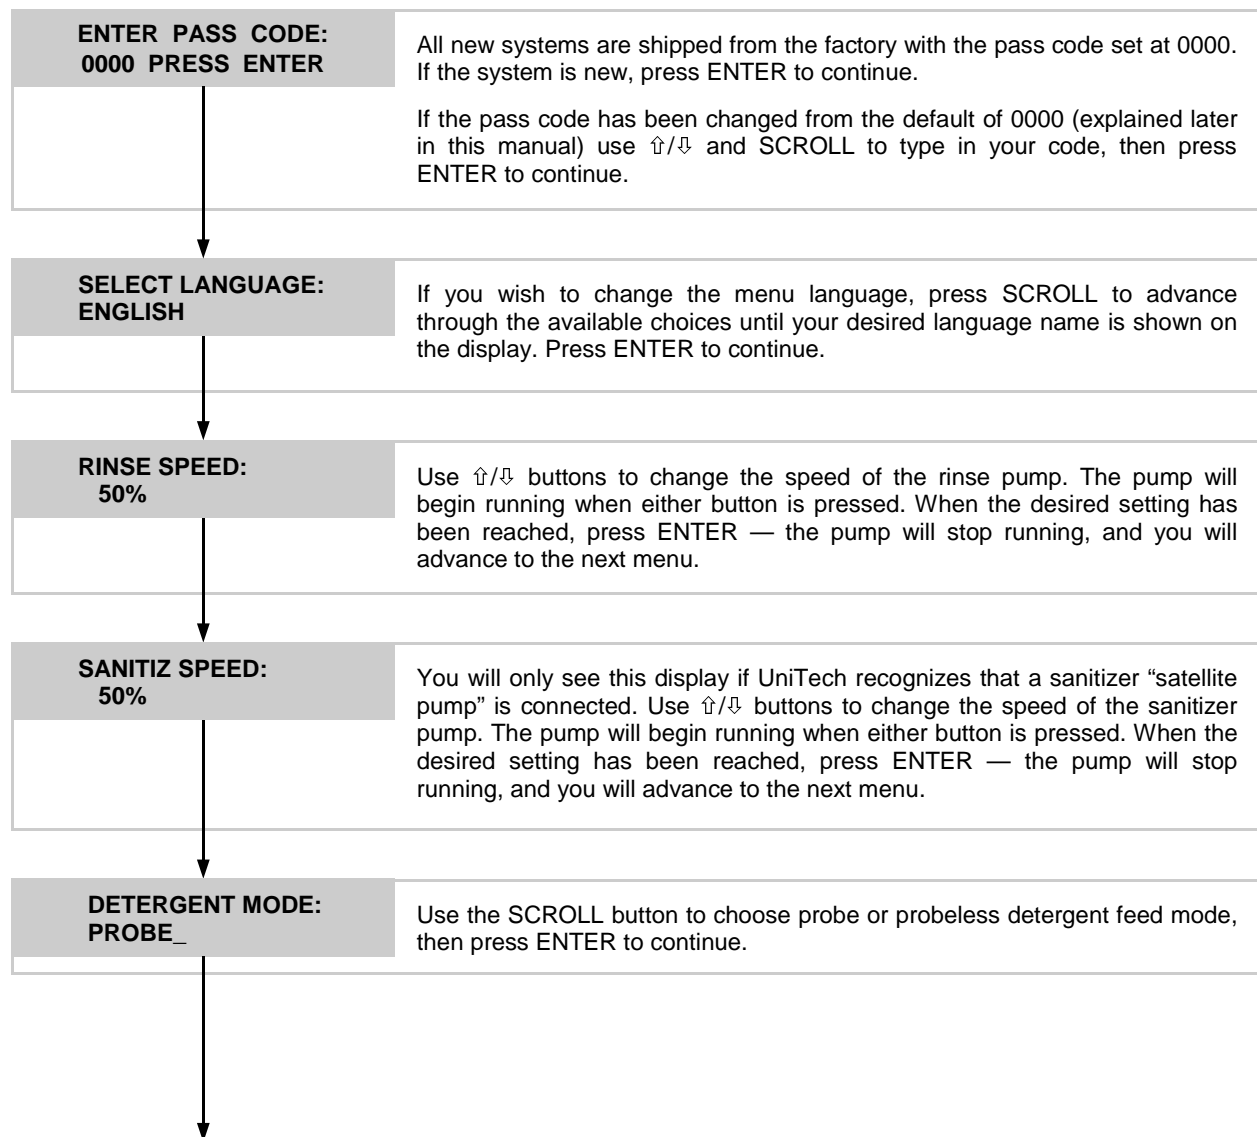 ENTER PASS CODE:
0000 PRESS ENTER
All new systems are shipped from the factory with the pass code set at 0000.
If the system is new, press ENTER to continue.
If the pass code has been changed from the default of 0000 (explained later
in this manual) use ⇧/⇩ and SCROLL to type in your code, then press
ENTER to continue.
SELECT LANGUAGE:
ENGLISH
If you wish to change the menu language, press SCROLL to advance
through the available choices until your desired language name is shown on
the display. Press ENTER to continue.
RINSE SPEED:
50%
Use ⇧/⇩ buttons to change the speed of the rinse pump. The pump will
begin running when either button is pressed. When the desired setting has
been reached, press ENTER — the pump will stop running, and you will
advance to the next menu.
SANITIZ SPEED:
50%
You will only see this display if UniTech recognizes that a sanitizer “satellite
pump” is connected. Use ⇧/⇩ buttons to change the speed of the sanitizer
pump. The pump will begin running when either button is pressed. When the
desired setting has been reached, press ENTER — the pump will stop
running, and you will advance to the next menu.
DETERGENT MODE:
PROBE_
Use the SCROLL button to choose probe or probeless detergent feed mode,
then press ENTER to continue.